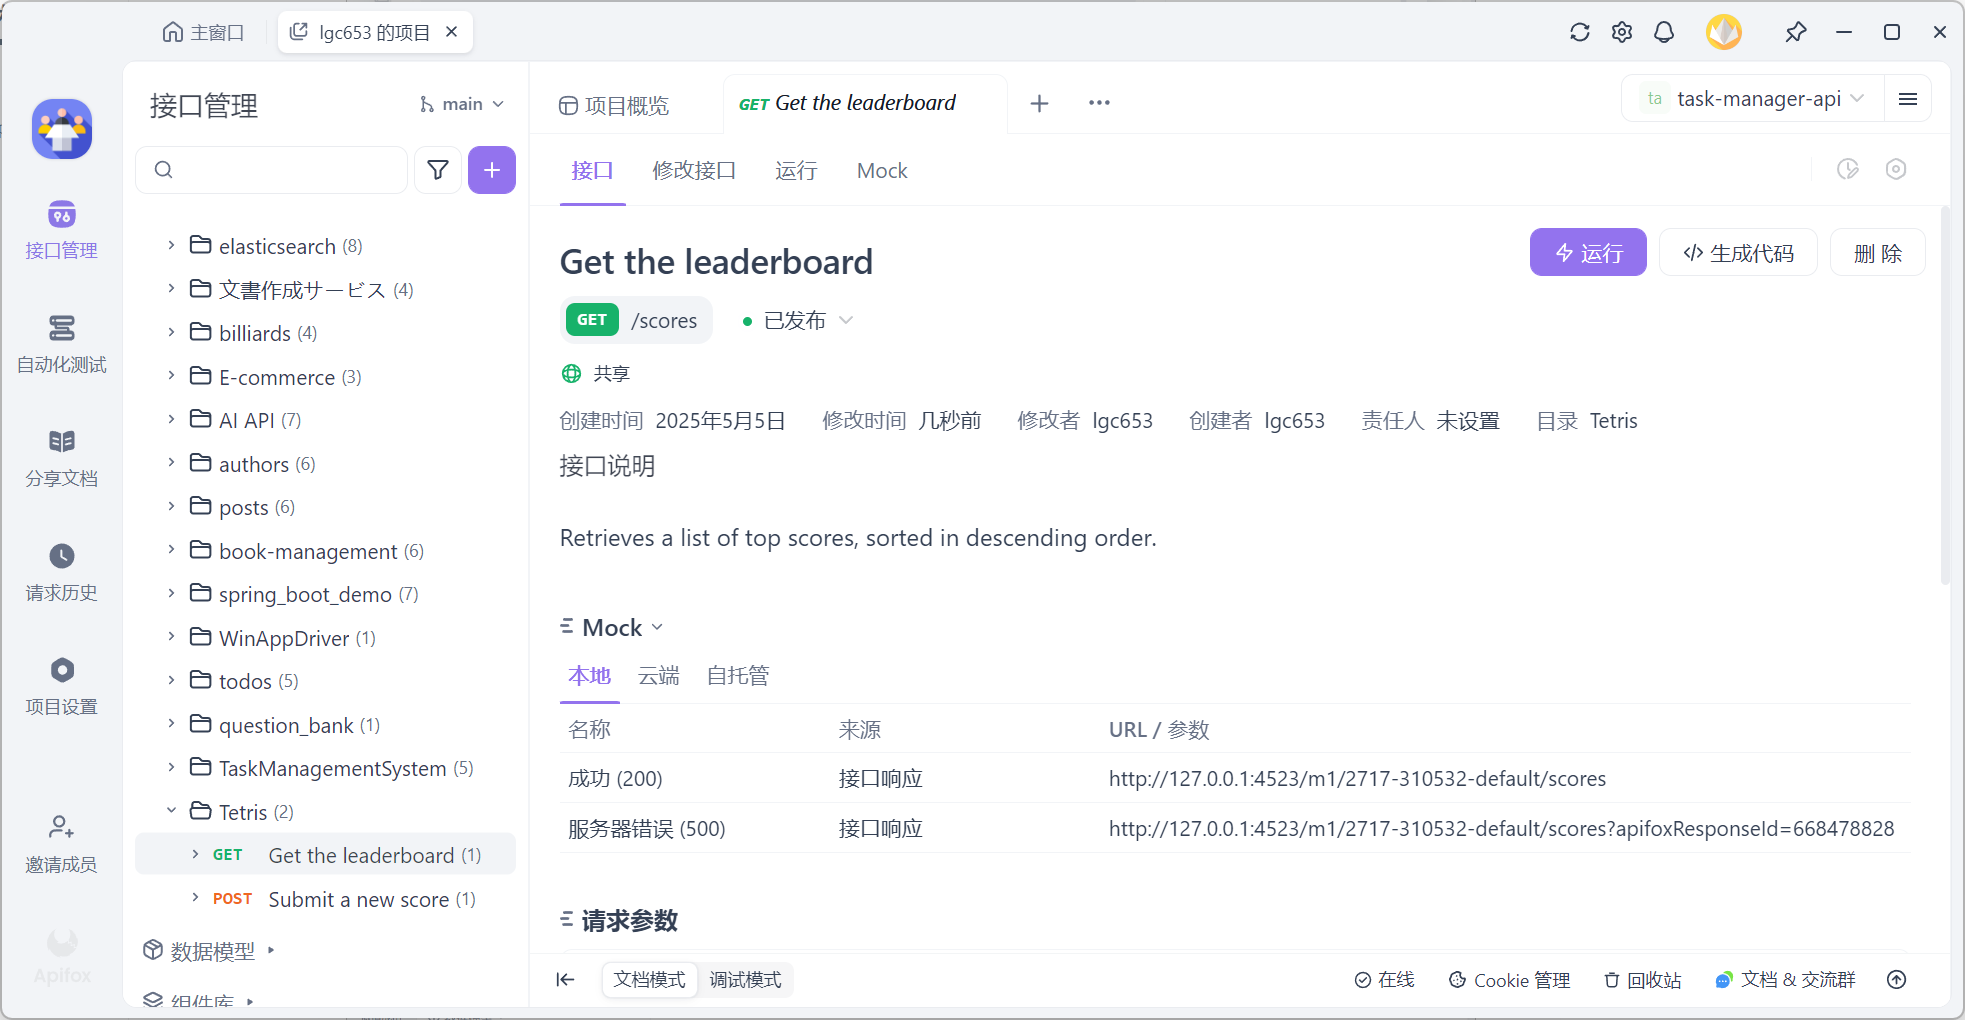 主窗口
lgc653 的项目
接口管理
自动化测试
分享文档
请求历史
项目设置
邀请成员
Apifox
接口管理
main
elasticsearch (8)
文書作成サービス (4)
billiards (4)
E-commerce (3)
AI API (7)
authors (6)
posts (6)
book-management (6)
spring_boot_demo (7)
WinAppDriver (1)
todos (5)
question_bank (1)
TaskManagementSystem (5)
Tetris (2)
GET Get the leaderboard (1)
POST Submit a new score (1)
数据模型
组件库
项目概览
GET Get the leaderboard
ta task-manager-api
接口 修改接口 运行 Mock
Get the leaderboard
运行 生成代码 删 除
GET /scores 已发布
共享
创建时间 2025年5月5日 修改时间 几秒前 修改者 lgc653 创建者 lgc653 责任人 未设置 目录 Tetris
接口说明
Retrieves a list of top scores, sorted in descending order.
Mock
本地 云端 自托管
名称 来源 URL / 参数
成功 (200) 接口响应 http://127.0.0.1:4523/m1/2717-310532-default/scores
服务器错误 (500) 接口响应 http://127.0.0.1:4523/m1/2717-310532-default/scores?apifoxResponseId=668478828
请求参数
文档模式 调试模式
在线 Cookie 管理 回收站 文档 & 交流群